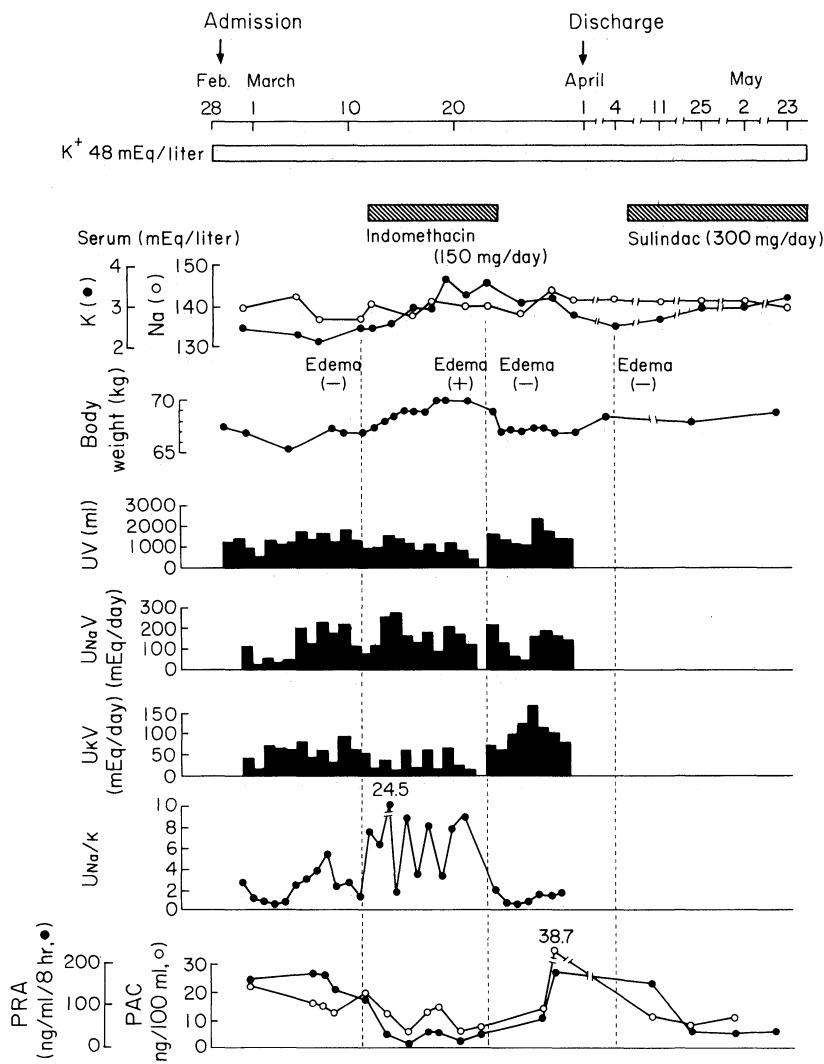 Admission Discharge
Feb. March April May
28 1 10 20 1 4 11 25 2 23
K+ 48 mEq/liter
Serum (mEq/liter) Indomethacin (150 mg/day) Sulindac (300 mg/day)
K (●) 4 3 2
Na (○) 150 140 130
Edema (−) Edema (+) Edema (−) Edema (−)
Body weight (kg) 70 65
UV (ml) 3000 2000 1000 0
UNaV (mEq/day) 300 200 100 0
UKV (mEq/day) 150 100 50 0
24.5
UNa/K 10 8 6 4 2 0
38.7
PRA (ng/ml/8 hr, ●) 200 100 0
PAC ng/100 ml, ○) 30 20 10 0